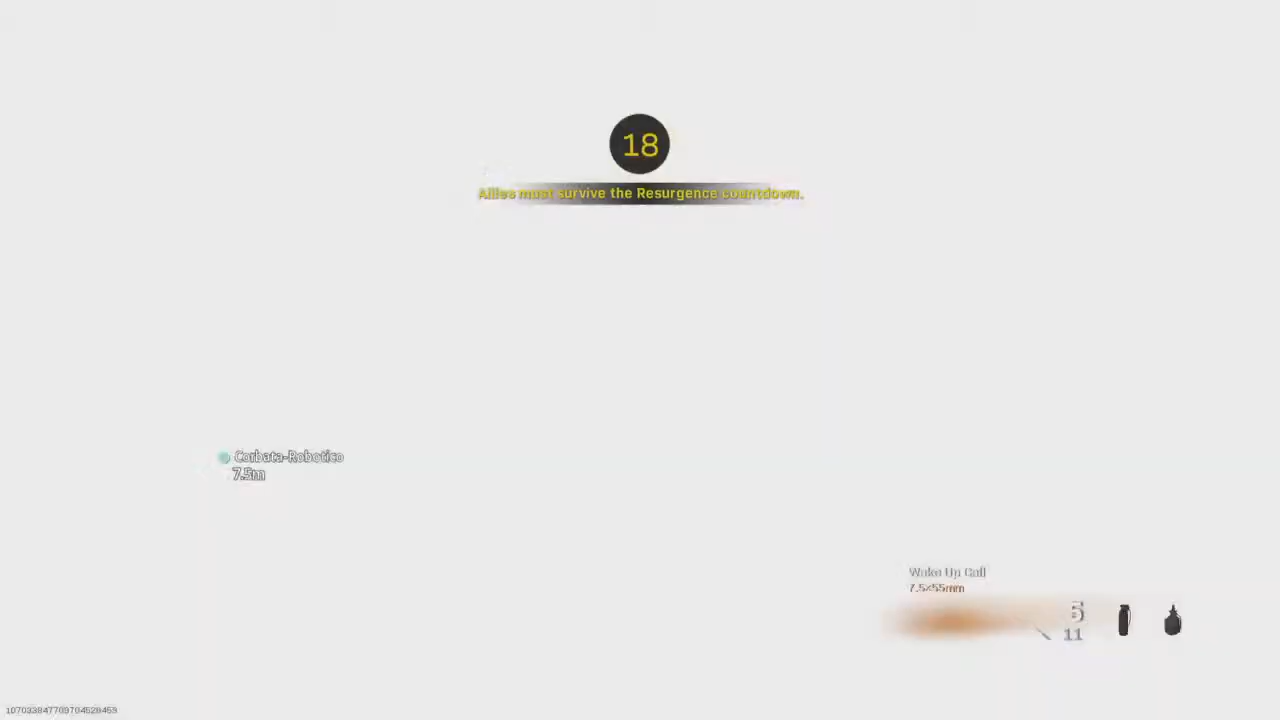 18
Allies must survive the Resurgence countdown.
Corbata-Robotico
7.5m
Wake Up Call
7.5x55mm
5
11